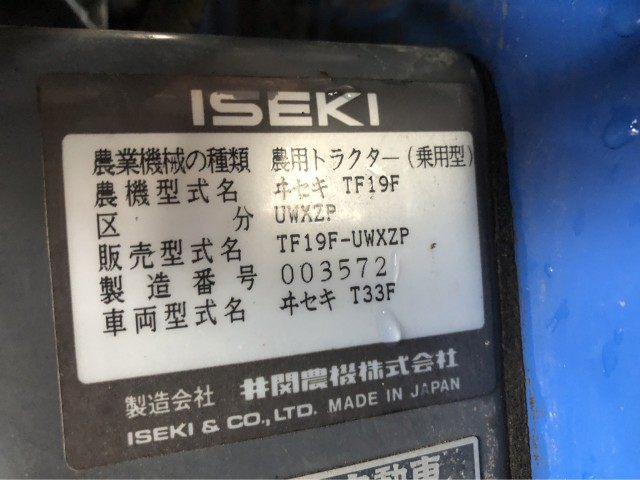 ISEKI
農業機械の種類 農用トラクター(乗用型)
農機型式名 ヰセキ TF19F
区分 UWXZP
販売型式名 TF19F-UWXZP
製造番号 003572
車両型式名 ヰセキ T33F
製造会社 井関農機株式会社
ISEKI & CO.,LTD. MADE IN JAPAN
自動車